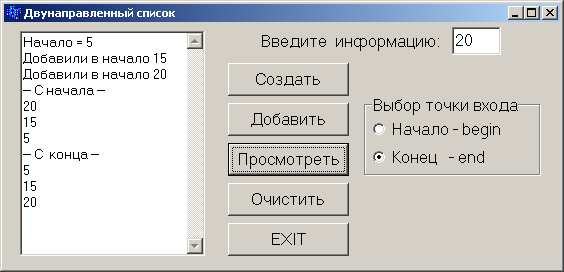 Двунаправленный список
Начало = 5
Добавили в начало 15
Добавили в начало 20
-- С начала --
20
15
5
-- С конца --
5
15
20
Введите информацию: 20
Создать
Добавить
Просмотреть
Очистить
EXIT
Выбор точки входа
Начало - begin
Конец - end